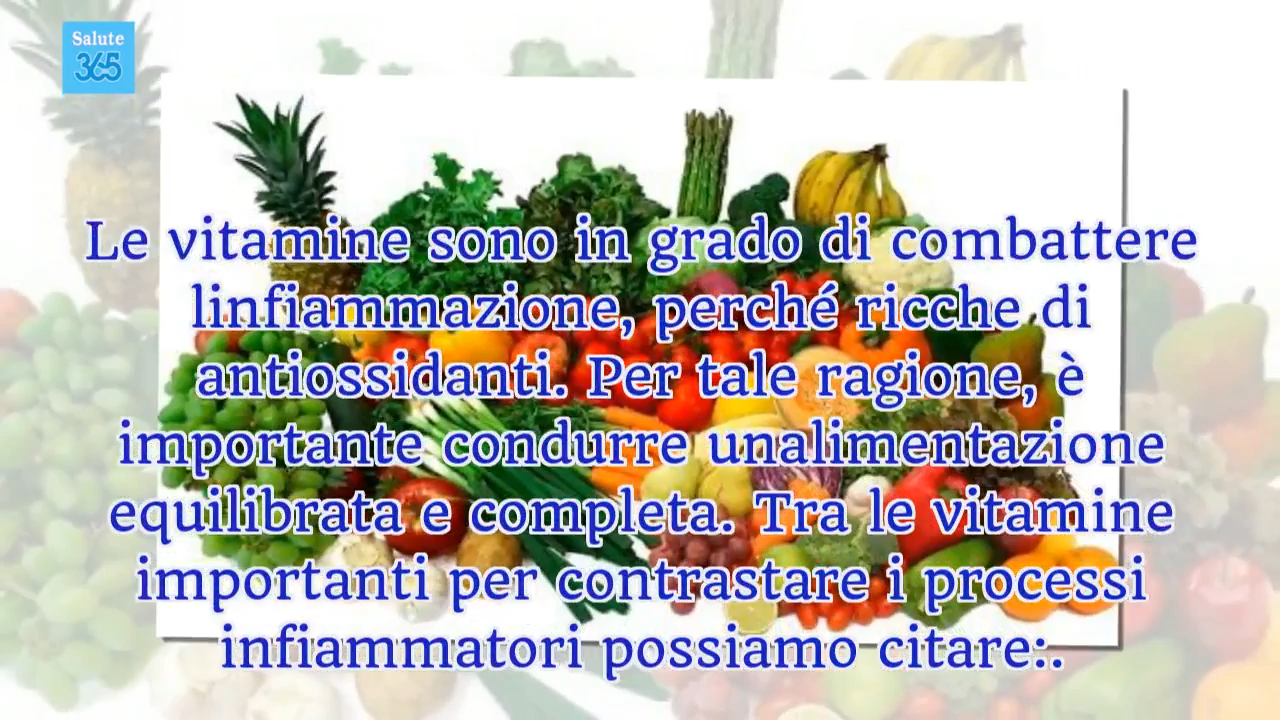 Salute
365
Le vitamine sono in grado di combattere
linfiammazione, perché ricche di
antiossidanti. Per tale ragione, è
importante condurre unalimentazione
equilibrata e completa. Tra le vitamine
importanti per contrastare i processi
infiammatori possiamo citare:.